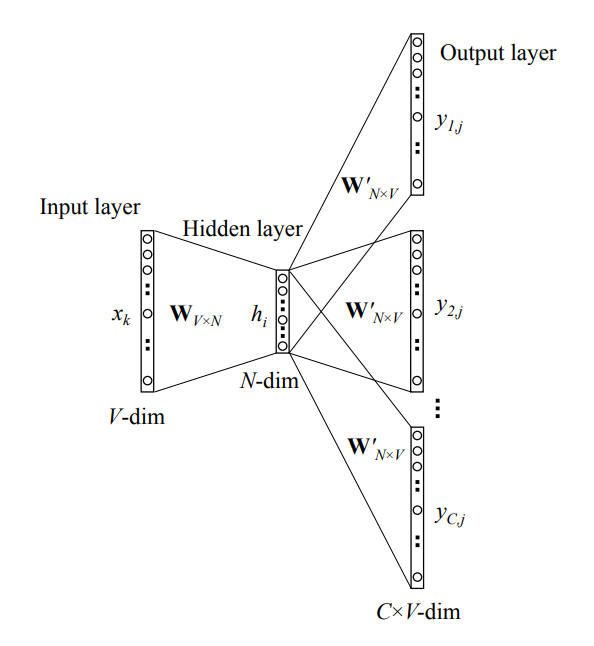 Output layer
y1,j
W'N×V
Input layer
Hidden layer
xk
WV×N
hi
W'N×V
y2,j
N-dim
V-dim
W'N×V
yC,j
C×V-dim